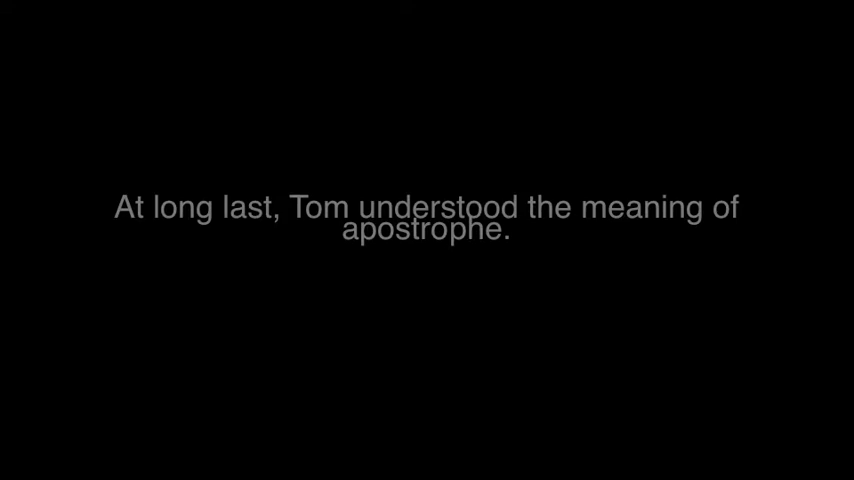 At long last, Tom understood the meaning of
apostrophe.